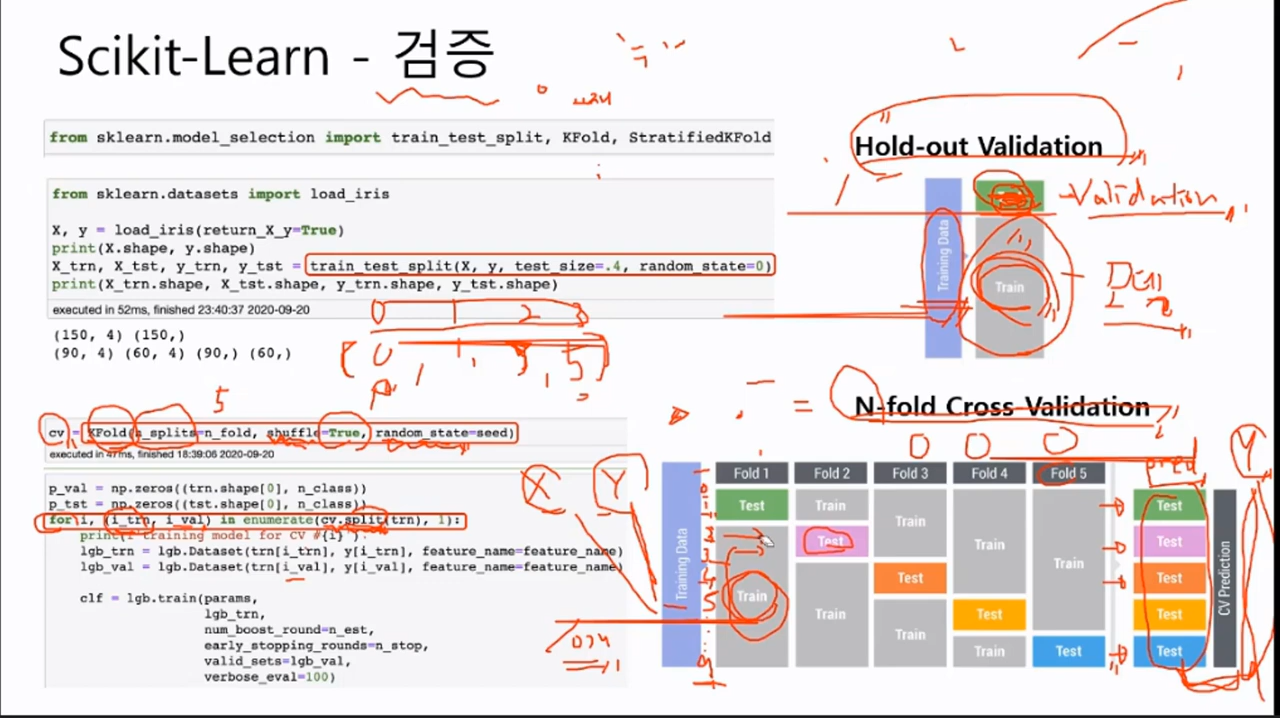 Scikit-Learn - 검증
from sklearn.model_selection import train_test_split, KFold, StratifiedKFold
from sklearn.datasets import load_iris
X, y = load_iris(return_X_y=True)
print(X.shape, y.shape)
X_trn, X_tst, y_trn, y_tst = train_test_split(X, y, test_size=.4, random_state=0)
print(X_trn.shape, X_tst.shape, y_trn.shape, y_tst.shape)
executed in 52ms, finished 23:40:37 2020-09-20
(150, 4) (150,)
(90, 4) (60, 4) (90,) (60,)
0 1 2 3
5
cv = KFold(n_splits=n_fold, shuffle=True, random_state=seed)
executed in 47ms, finished 18:39:06 2020-09-20
p_val = np.zeros((trn.shape[0], n_class))
p_tst = np.zeros((tst.shape[0], n_class))
for i, (i_trn, i_val) in enumerate(cv.split(trn), 1):
print(f'training model for CV #{i}')
lgb_trn = lgb.Dataset(trn[i_trn], y[i_trn], feature_name=feature_name)
lgb_val = lgb.Dataset(trn[i_val], y[i_val], feature_name=feature_name)
clf = lgb.train(params,
lgb_trn,
num_boost_round=n_est,
early_stopping_rounds=n_stop,
valid_sets=lgb_val,
verbose_eval=100)
Hold-out Validation
Validation
Training Data
Train
N-fold Cross Validation
X Y
pred Y
Fold 1 Fold 2 Fold 3 Fold 4 Fold 5
Training Data
Test Train Train Train Train Test
Test Test
Train Train Test Test
Train Test Test
Train Test Test
CV Prediction